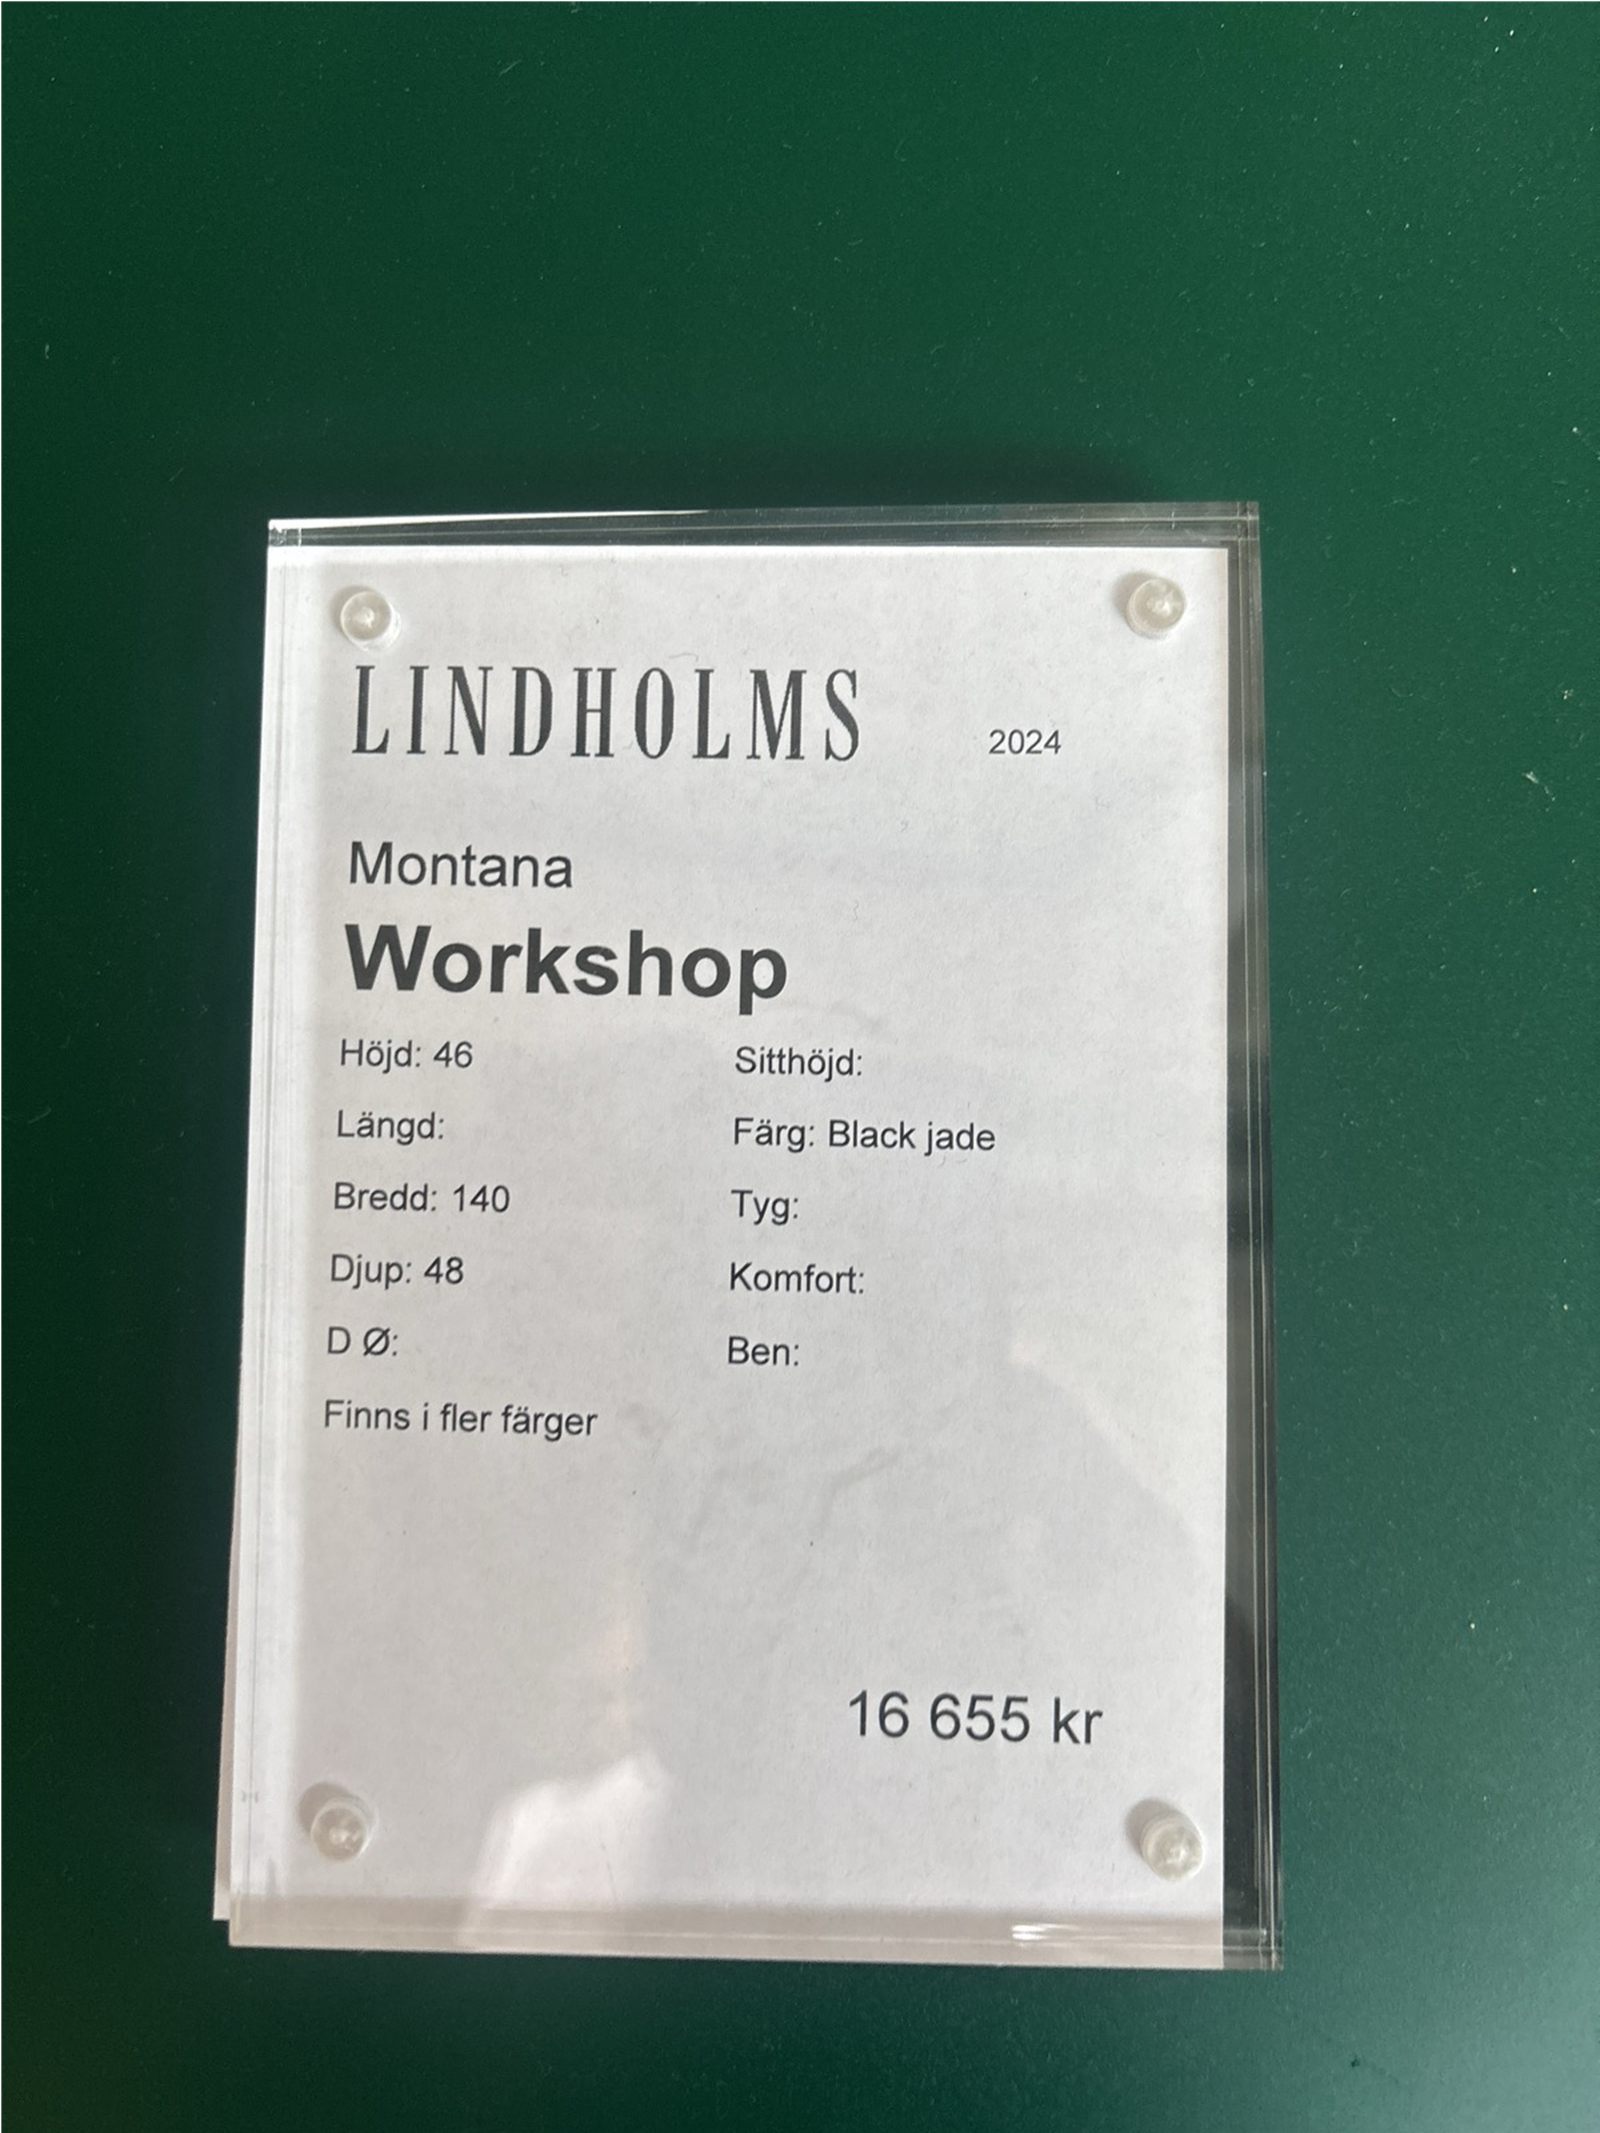 LINDHOLMS 2024
Montana
Workshop
Höjd: 46 Sitthöjd:
Längd: Färg: Black jade
Bredd: 140 Tyg:
Djup: 48 Komfort:
D Ø: Ben:
Finns i fler färger
16 655 kr